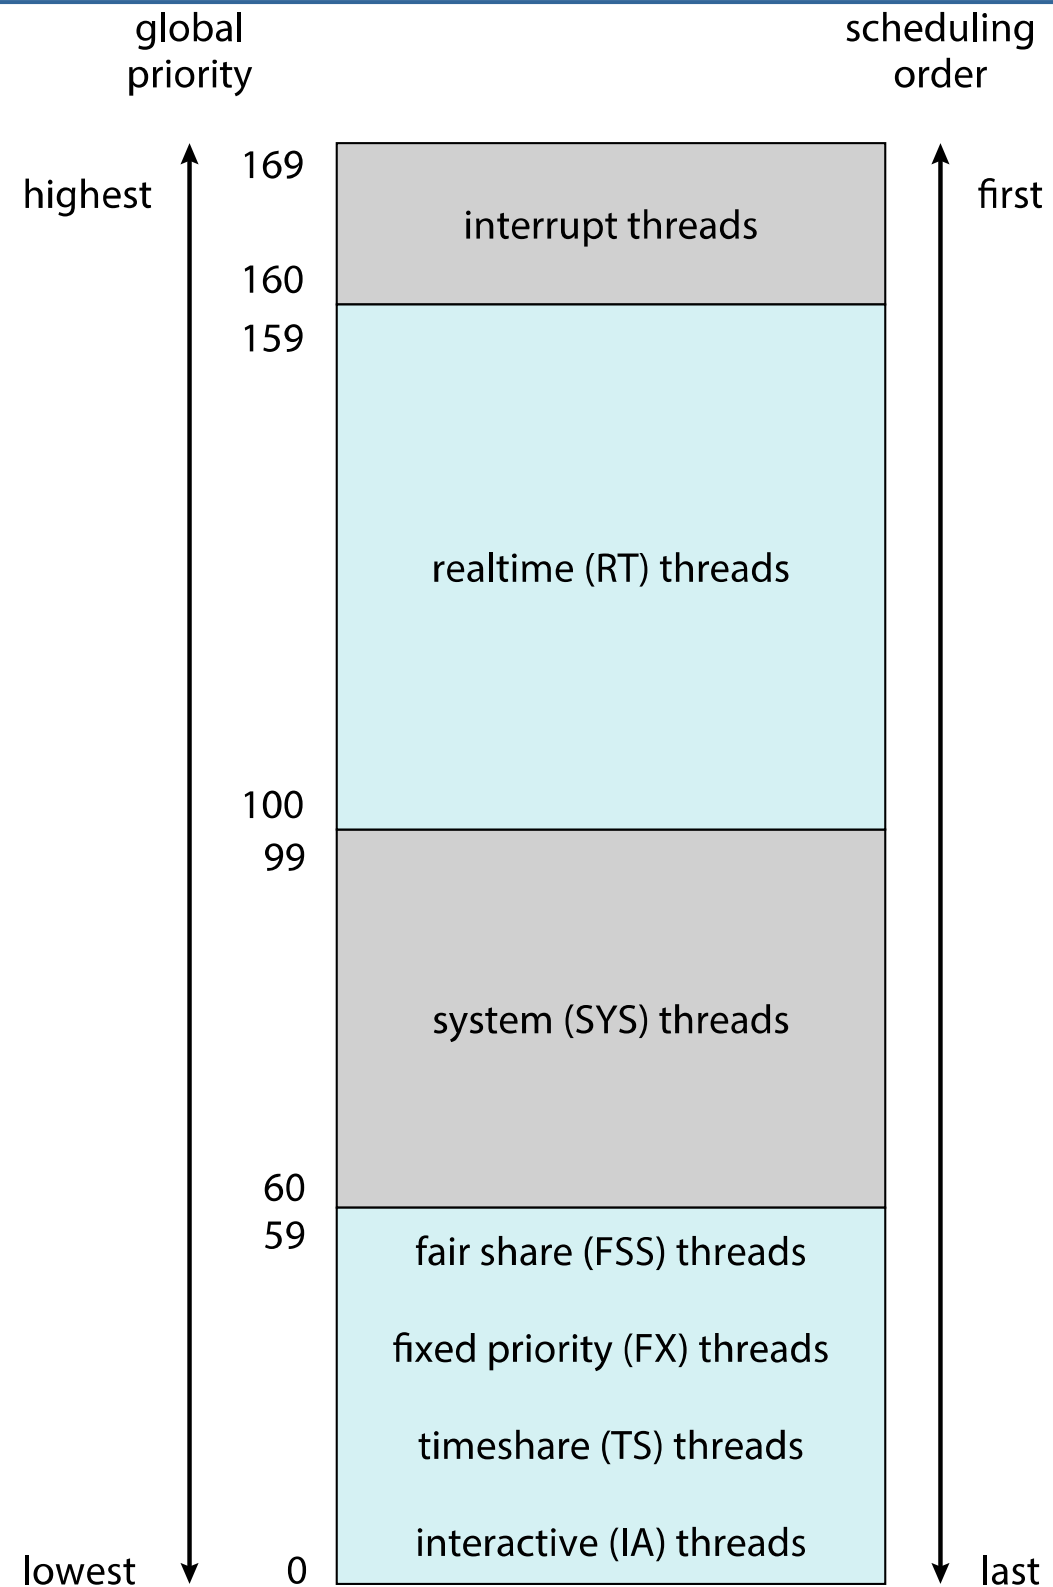 global
priority
scheduling
order
169
highest
first
interrupt threads
160
159
realtime (RT) threads
100
99
system (SYS) threads
60
59
fair share (FSS) threads
fixed priority (FX) threads
timeshare (TS) threads
interactive (IA) threads
lowest
0
last